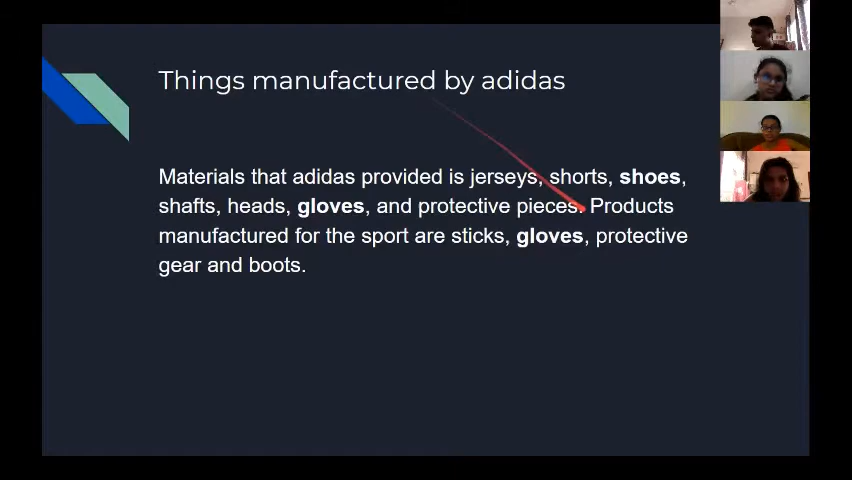 Things manufactured by adidas
Materials that adidas provided is jerseys, shorts, shoes,
shafts, heads, gloves, and protective pieces. Products
manufactured for the sport are sticks, gloves, protective
gear and boots.